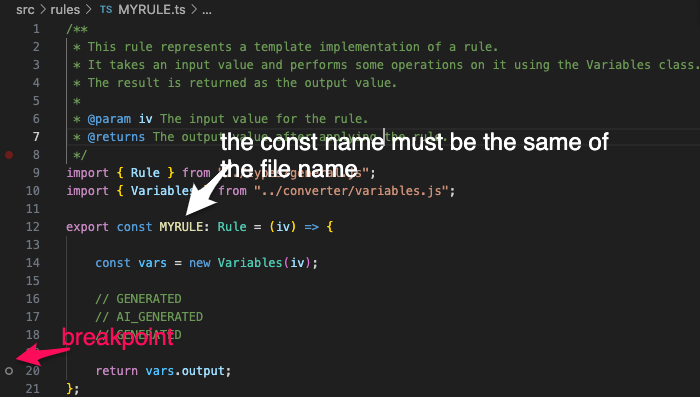 src > rules > TS MYRULE.ts > ...
1 /**
2 * This rule represents a template implementation of a rule.
3 * It takes an input value and performs some operations on it using the Variables class.
4 * The result is returned as the output value.
5 *
6 * @param iv The input value for the rule.
7 * @returns The output value after applying the rule.
8 */
the const name must be the same of
the file name
9 import { Rule } from "../types/general.js";
10 import { Variables } from "../converter/variables.js";
11
12 export const MYRULE: Rule = (iv) => {
13
14 const vars = new Variables(iv);
15
16 // GENERATED
17 // AI_GENERATED
18 // GENERATED
breakpoint
20 return vars.output;
21 };